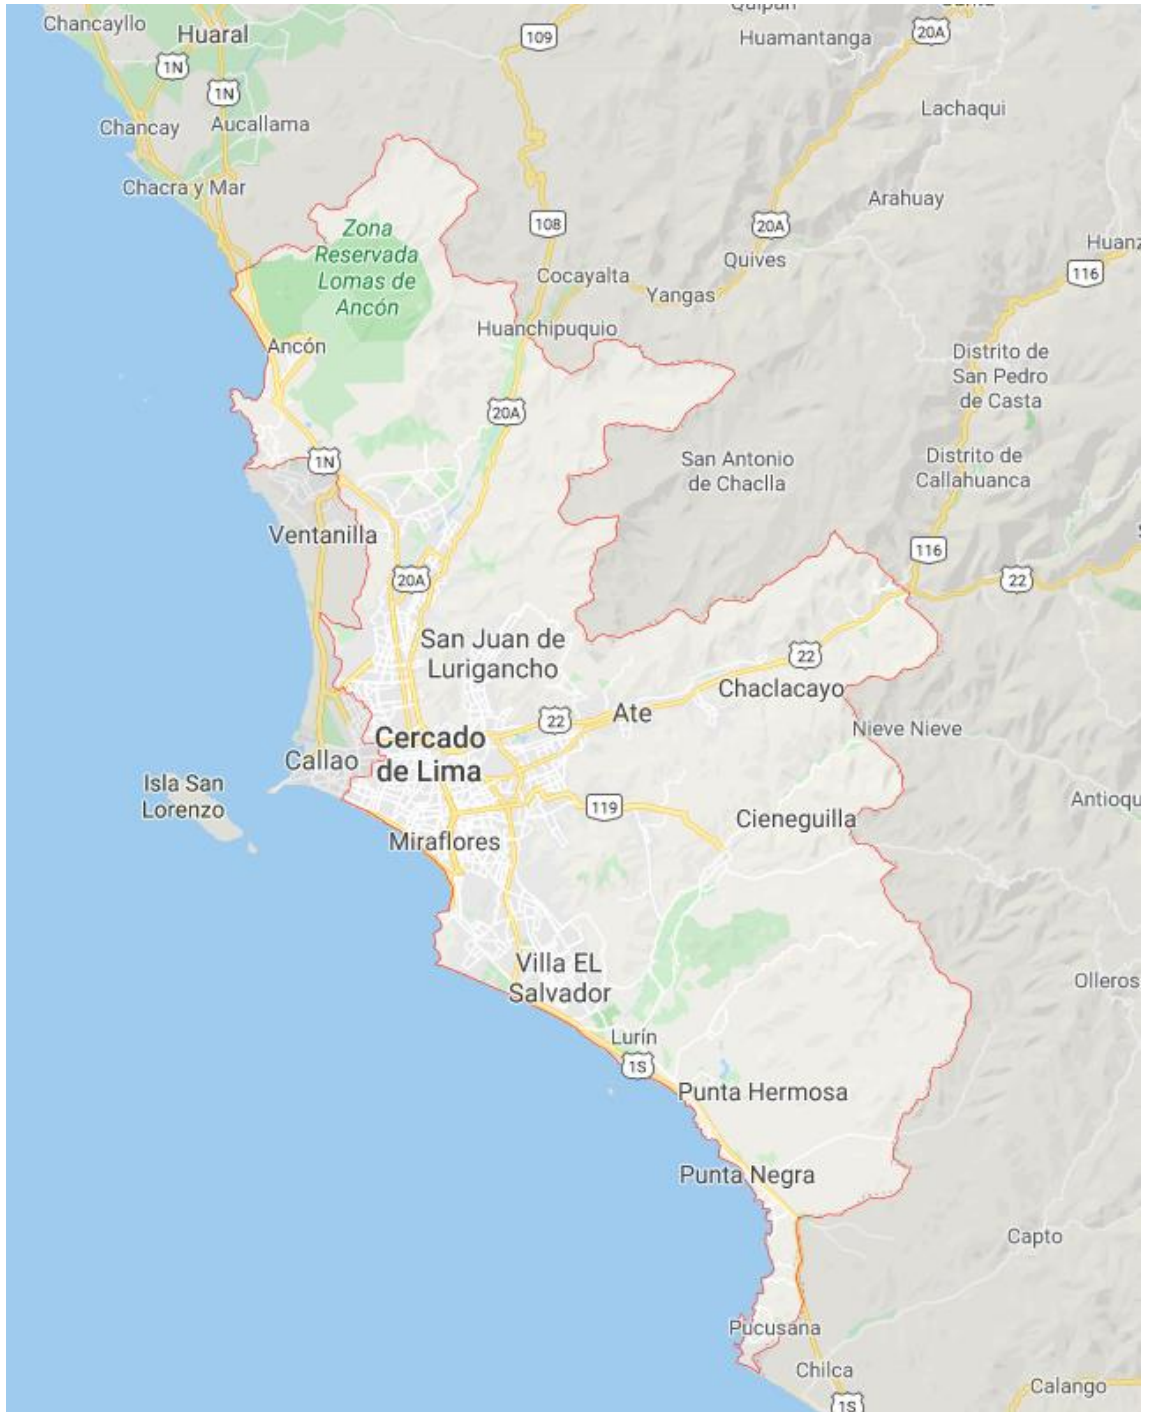 Chancayllo
Huaral
109
Quipan
Huamantanga
20A
1N
1N
Lachaqui
Chancay
Aucallama
Chacra y Mar
Arahuay
Zona
Reservada
Lomas de
Ancón
108
20A
Quives
116
Cocayalta
Yangas
Huanchipuquio
Ancón
Distrito de
San Pedro
de Casta
20A
1N
San Antonio
de Chaclla
Distrito de
Callahuanca
Ventanilla
116
20A
22
San Juan de
Lurigancho
22
Chaclacayo
22
Ate
Nieve Nieve
Cercado
de Lima
Callao
Isla San
Lorenzo
119
Antioqu
Cieneguilla
Miraflores
Villa EL
Salvador
Olleros
Lurín
1S
Punta Hermosa
Punta Negra
Capto
Pucusana
Chilca
Calango
1S